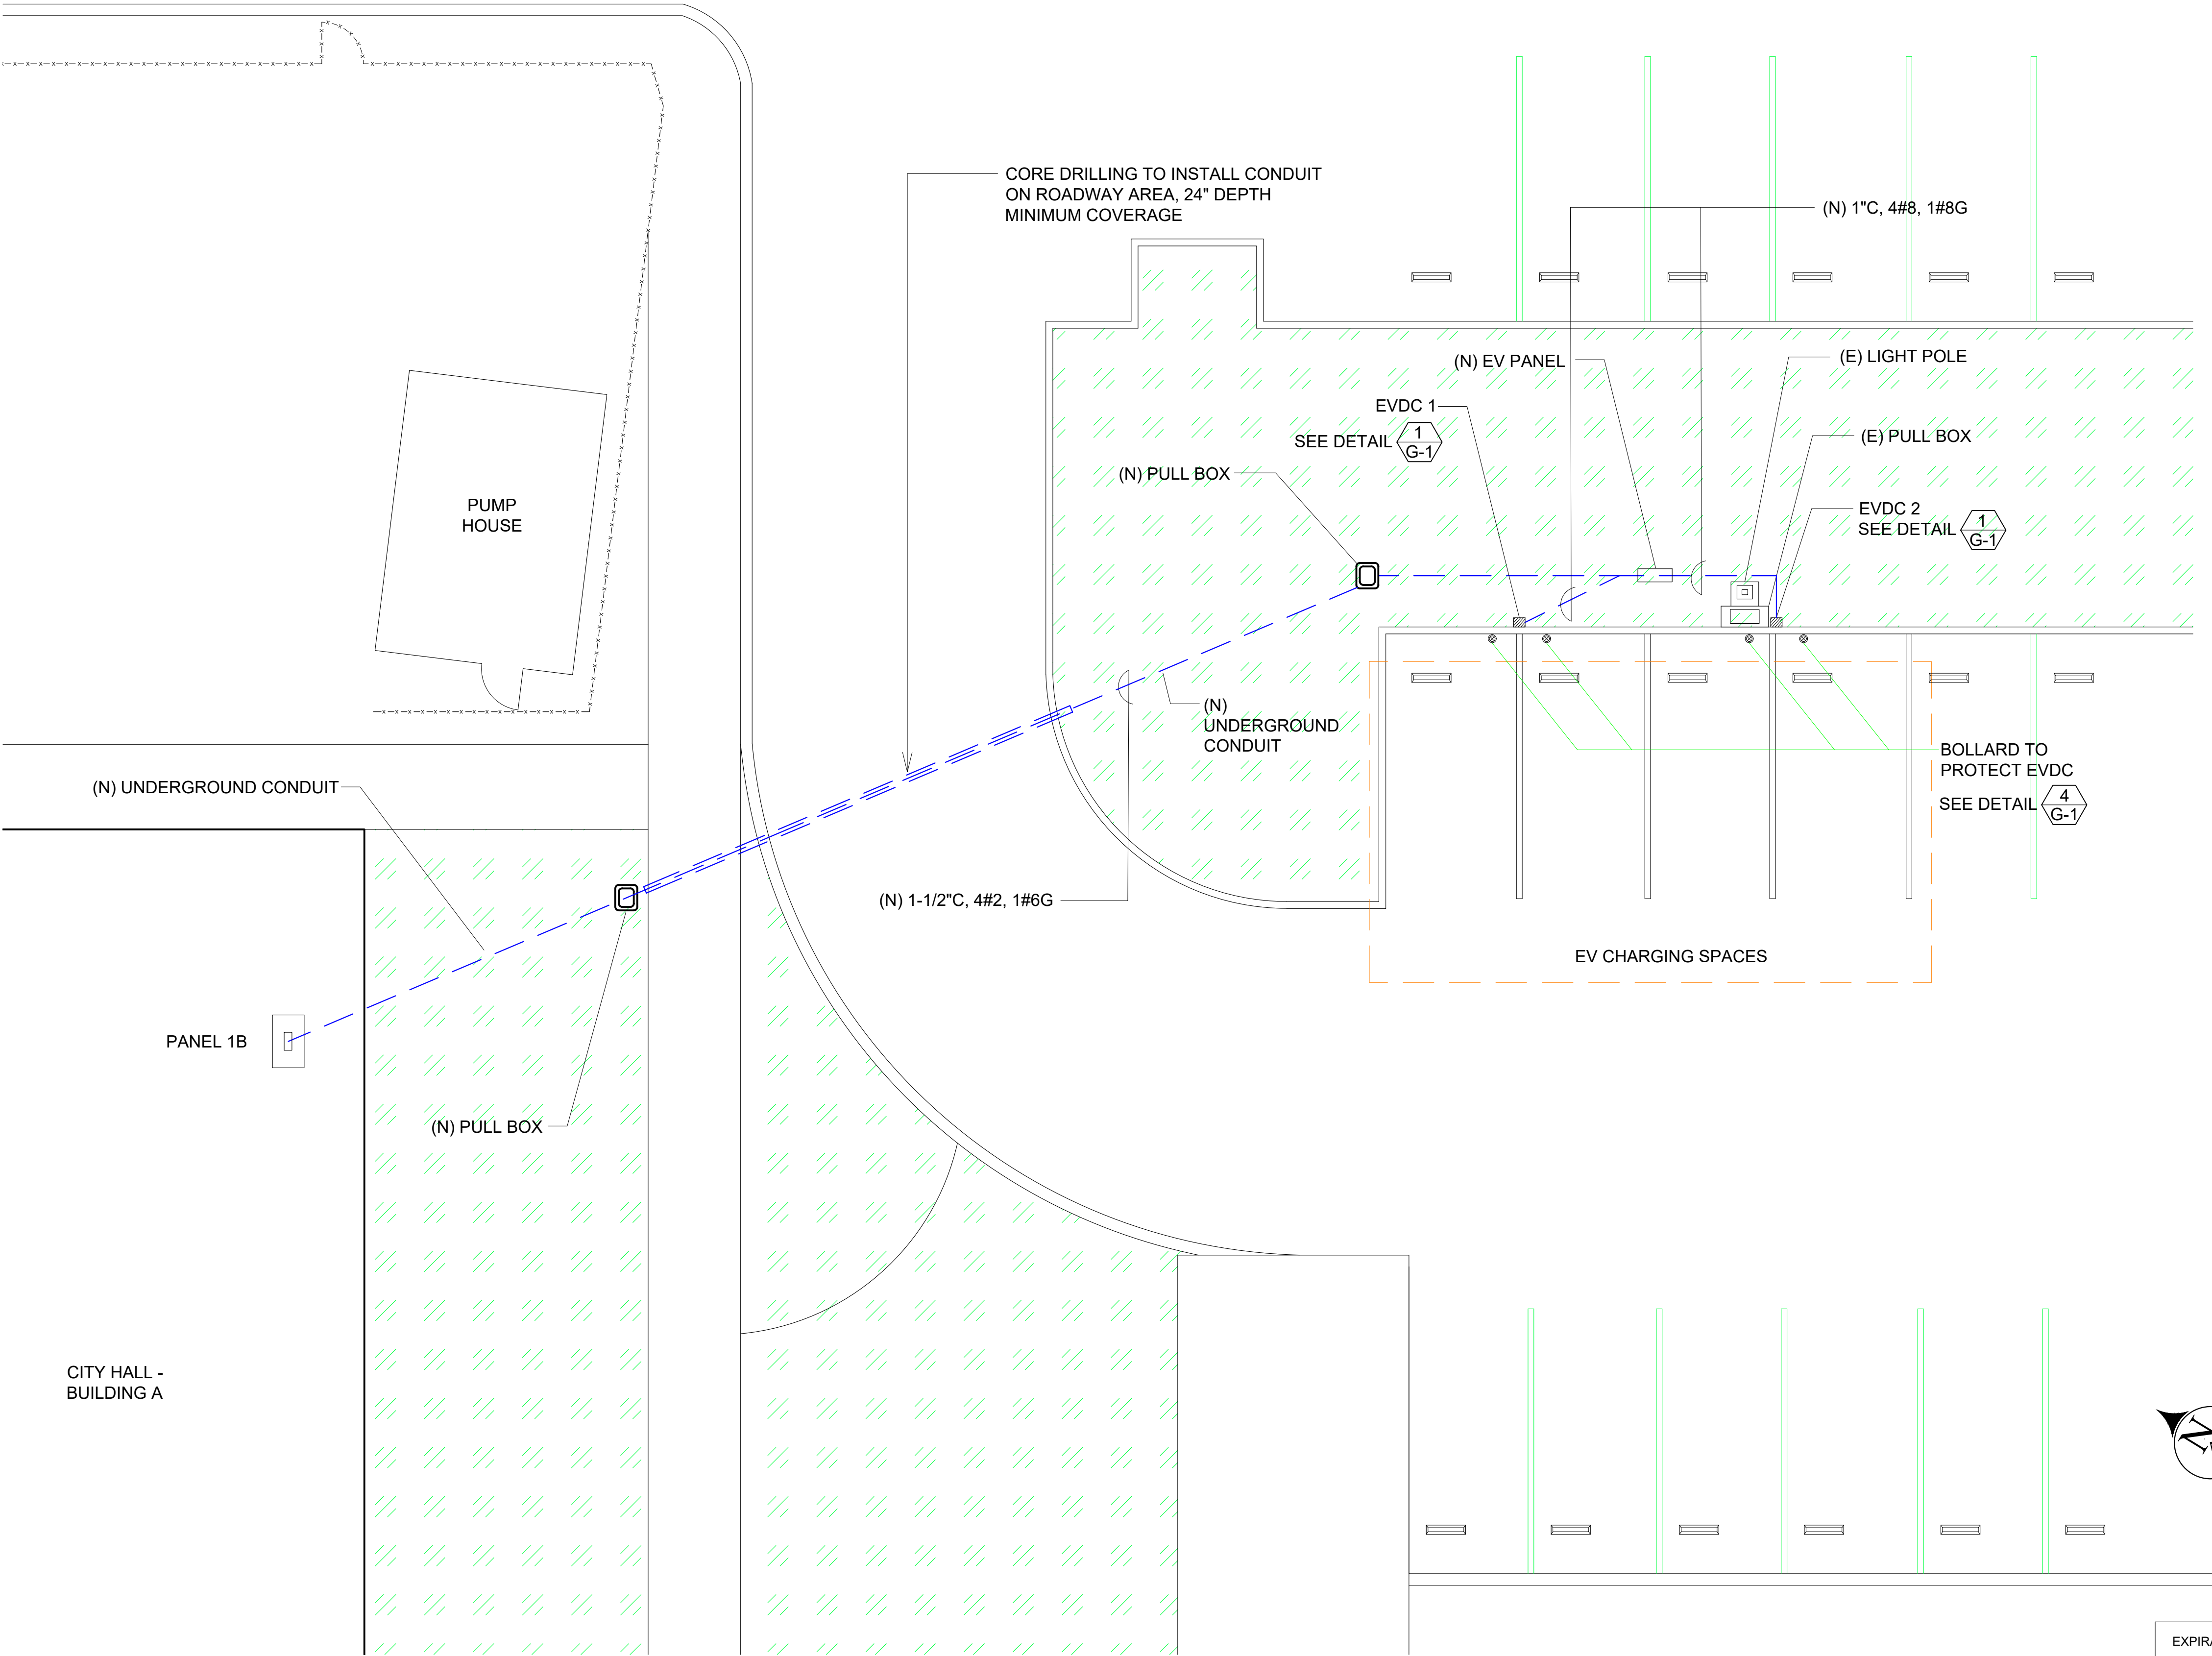 CORE DRILLING TO INSTALL CONDUIT
ON ROADWAY AREA, 24" DEPTH
MINIMUM COVERAGE
(N) 1"C, 4#8, 1#8G
(N) EV PANEL
(E) LIGHT POLE
EVDC 1
SEE DETAIL
1
G-1
(E) PULL BOX
(N) PULL BOX
PUMP
HOUSE
EVDC 2
SEE DETAIL
1
G-1
(N)
UNDERGROUND
CONDUIT
BOLLARD TO
PROTECT EVDC
SEE DETAIL
4
G-1
(N) UNDERGROUND CONDUIT
(N) 1-1/2"C, 4#2, 1#6G
EV CHARGING SPACES
PANEL 1B
(N) PULL BOX
CITY HALL -
BUILDING A
N